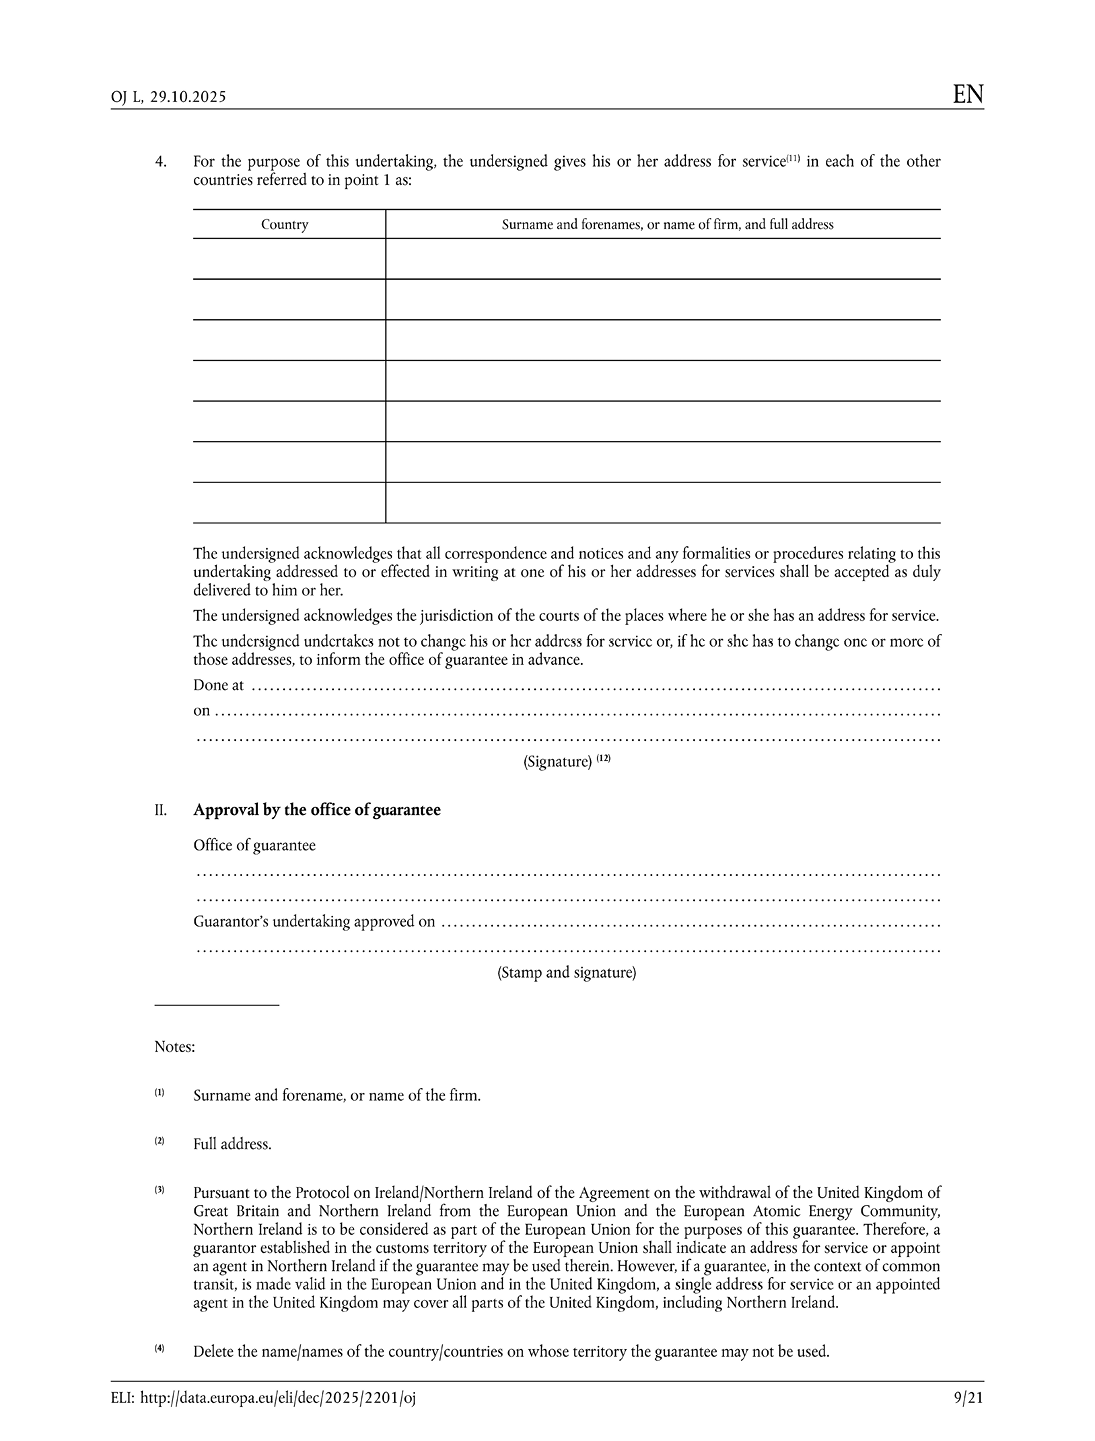 OJ L, 29.10.2025 EN
4. For the purpose of this undertaking, the undersigned gives his or her address for service(11) in each of the other
countries referred to in point 1 as:
Country Surname and forenames, or name of firm, and full address
The undersigned acknowledges that all correspondence and notices and any formalities or procedures relating to this
undertaking addressed to or effected in writing at one of his or her addresses for services shall be accepted as duly
delivered to him or her.
The undersigned acknowledges the jurisdiction of the courts of the places where he or she has an address for service.
The undersigned undertakes not to change his or her address for service or, if he or she has to change one or more of
those addresses, to inform the office of guarantee in advance.
Done at ....................................................................................................................
on ....................................................................................................................
....................................................................................................................
(Signature) (12)
II. Approval by the office of guarantee
Office of guarantee
....................................................................................................................
....................................................................................................................
Guarantor's undertaking approved on ....................................................................................
....................................................................................................................
(Stamp and signature)
Notes:
(1) Surname and forename, or name of the firm.
(2) Full address.
(3) Pursuant to the Protocol on Ireland/Northern Ireland of the Agreement on the withdrawal of the United Kingdom of
Great Britain and Northern Ireland from the European Union and the European Atomic Energy Community,
Northern Ireland is to be considered as part of the European Union for the purposes of this guarantee. Therefore, a
guarantor established in the customs territory of the European Union shall indicate an address for service or appoint
an agent in Northern Ireland if the guarantee may be used therein. However, if a guarantee, in the context of common
transit, is made valid in the European Union and in the United Kingdom, a single address for service or an appointed
agent in the United Kingdom may cover all parts of the United Kingdom, including Northern Ireland.
(4) Delete the name/names of the country/countries on whose territory the guarantee may not be used.
ELI: http://data.europa.eu/eli/dec/2025/2201/oj 9/21